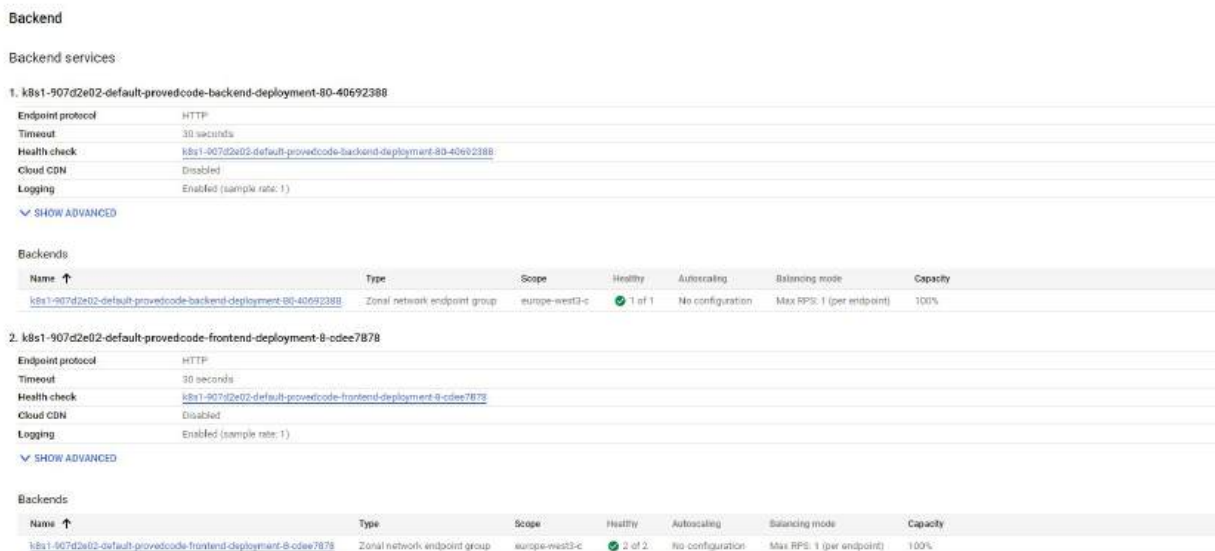 Backend
Backend services
1. k8s1-907d2e02-default-provedcode-backend-deployment-80-40692388
Endpoint protocol HTTP
Timeout 30 seconds
Health check k8s1-907d2e02-default-provedcode-backend-deployment-80-40692388
Cloud CDN Disabled
Logging Enabled (sample rate: 1)
SHOW ADVANCED
Backends
Name Type Scope Healthy Autoscaling Balancing mode Capacity
k8s1-907d2e02-default-provedcode-backend-deployment-80-40692388 Zonal network endpoint group europe-west3-c 1 of 1 No configuration Max RPS: 1 (per endpoint) 100%
2. k8s1-907d2e02-default-provedcode-frontend-deployment-8-cdee7878
Endpoint protocol HTTP
Timeout 30 seconds
Health check k8s1-907d2e02-default-provedcode-frontend-deployment-8-cdee7878
Cloud CDN Disabled
Logging Enabled (sample rate: 1)
SHOW ADVANCED
Backends
Name Type Scope Healthy Autoscaling Balancing mode Capacity
k8s1-907d2e02-default-provedcode-frontend-deployment-8-cdee7878 Zonal network endpoint group europe-west3-c 2 of 2 No configuration Max RPS: 1 (per endpoint) 100%